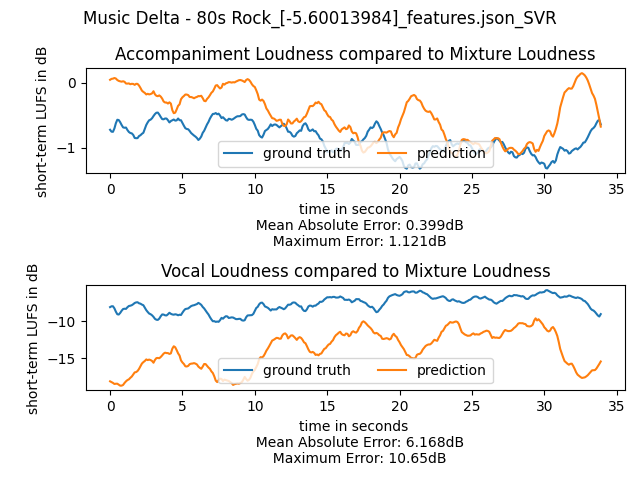 Music Delta - 80s Rock_[-5.60013984]_features.json_SVR
Accompaniment Loudness compared to Mixture Loudness
short-term LUFS in dB
0
−1
ground truth
prediction
0 5 10 15 20 25 30 35
time in seconds
Mean Absolute Error: 0.399dB
Maximum Error: 1.121dB
Vocal Loudness compared to Mixture Loudness
short-term LUFS in dB
−10
−15
ground truth
prediction
0 5 10 15 20 25 30 35
time in seconds
Mean Absolute Error: 6.168dB
Maximum Error: 10.65dB